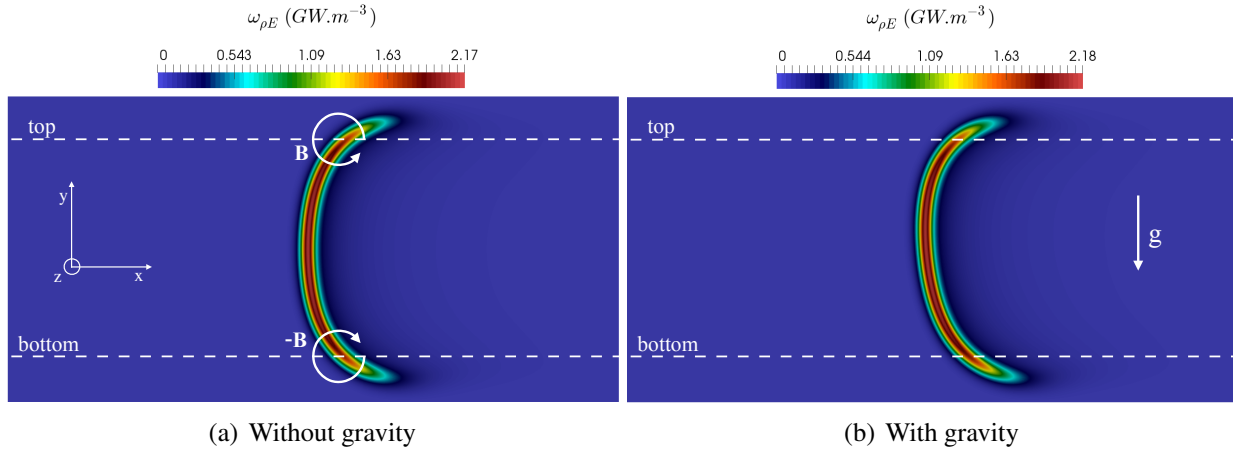 ω_ρE (GW.m⁻³)
0 0.543 1.09 1.63 2.17
top
B
y
z x
-B
bottom
(a) Without gravity
ω_ρE (GW.m⁻³)
0 0.544 1.09 1.63 2.18
top
g
bottom
(b) With gravity